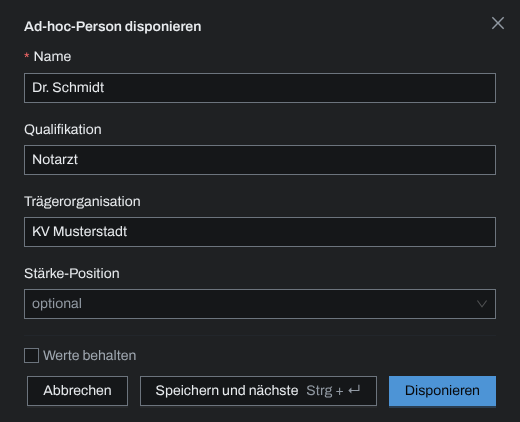 Ad-hoc-Person disponieren
* Name
Dr. Schmidt
Qualifikation
Notarzt
Trägerorganisation
KV Musterstadt
Stärke-Position
optional
Werte behalten
Abbrechen
Speichern und nächste Strg + ↵
Disponieren